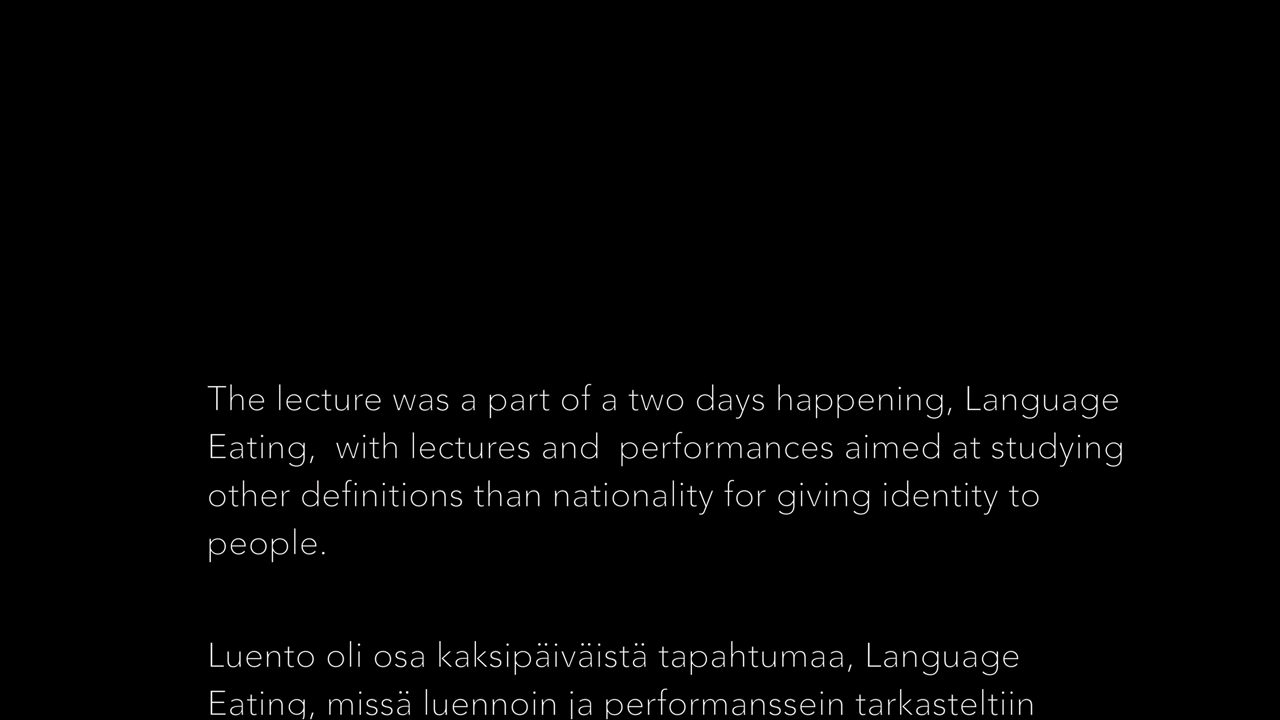 The lecture was a part of a two days happening, Language
Eating,  with lectures and  performances aimed at studying
other definitions than nationality for giving identity to
people.
Luento oli osa kaksipäiväistä tapahtumaa, Language
Eating, missä luennoin ja performanssein tarkasteltiin